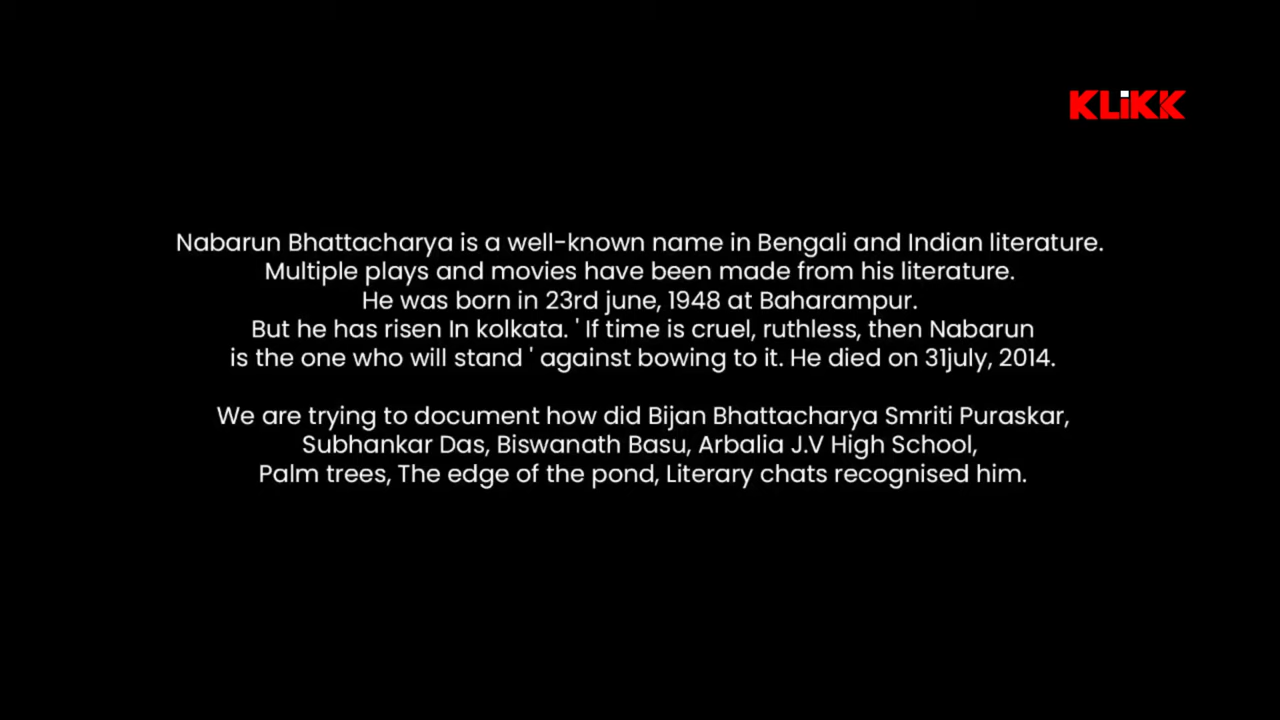 KLiKK
Nabarun Bhattacharya is a well-known name in Bengali and Indian literature.
Multiple plays and movies have been made from his literature.
He was born in 23rd june, 1948 at Baharampur.
But he has risen In kolkata. ' If time is cruel, ruthless, then Nabarun
is the one who will stand ' against bowing to it. He died on 31july, 2014.
We are trying to document how did Bijan Bhattacharya Smriti Puraskar,
Subhankar Das, Biswanath Basu, Arbalia J.V High School,
Palm trees, The edge of the pond, Literary chats recognised him.